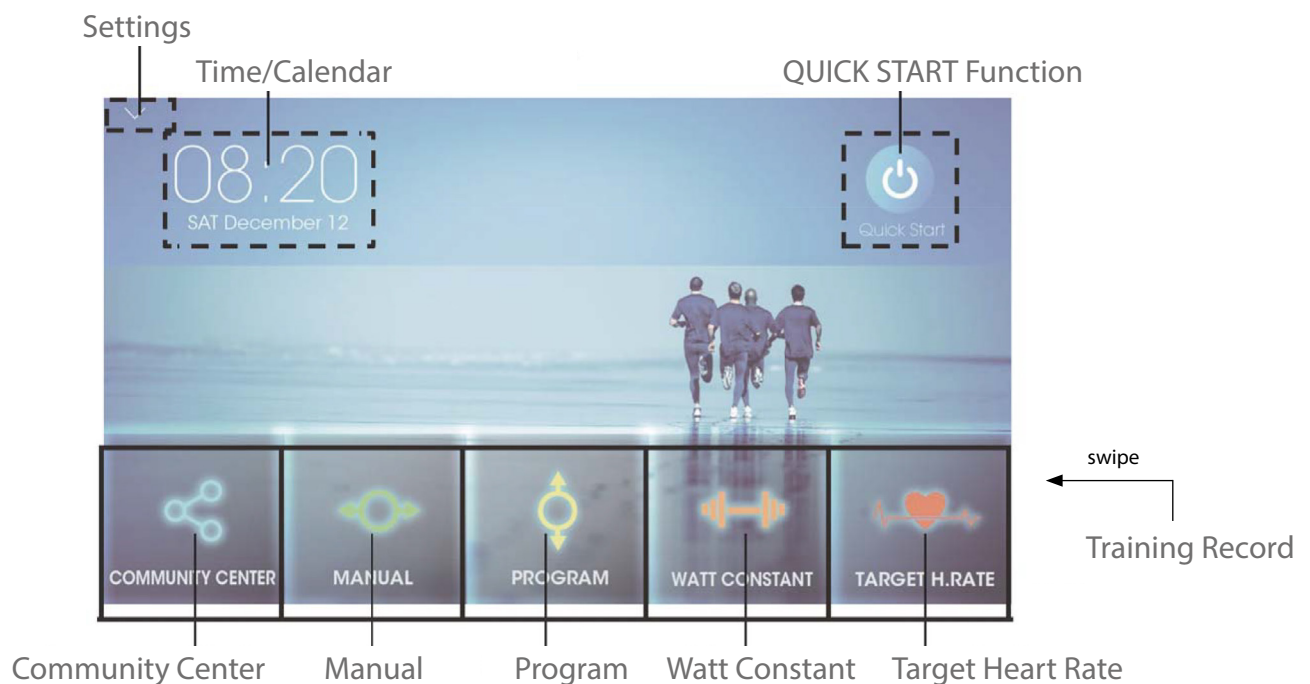 Settings
Time/Calendar
QUICK START Function
08:20
SAT December 12
Quick Start
swipe
Training Record
COMMUNITY CENTER
MANUAL
PROGRAM
WATT CONSTANT
TARGET H.RATE
Community Center
Manual
Program
Watt Constant
Target Heart Rate